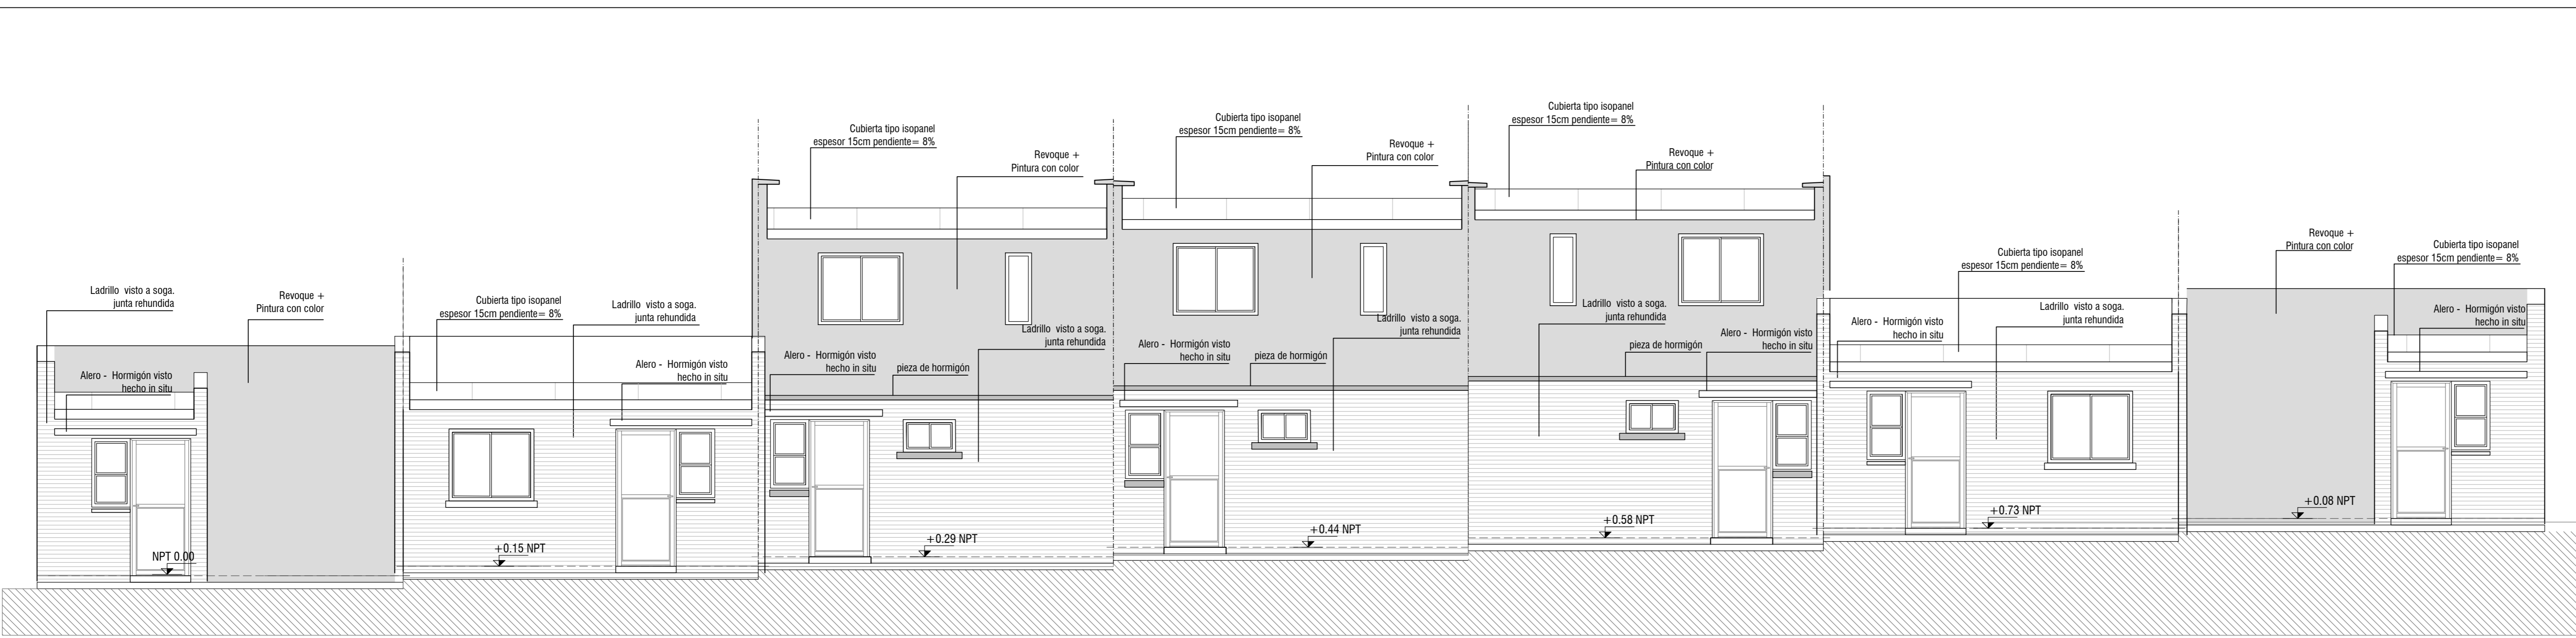 Ladrillo visto a soga.
junta rehundida
Revoque +
Pintura con color
Alero - Hormigón visto
hecho in situ
NPT 0.00
Cubierta tipo isopanel
espesor 15cm pendiente= 8%
Ladrillo visto a soga.
junta rehundida
Alero - Hormigón visto
hecho in situ
+0.15 NPT
Cubierta tipo isopanel
espesor 15cm pendiente= 8%
Revoque +
Pintura con color
Ladrillo visto a soga.
junta rehundida
Alero - Hormigón visto
hecho in situ
pieza de hormigón
+0.29 NPT
Cubierta tipo isopanel
espesor 15cm pendiente= 8%
Revoque +
Pintura con color
Ladrillo visto a soga.
junta rehundida
Alero - Hormigón visto
hecho in situ
pieza de hormigón
+0.44 NPT
Cubierta tipo isopanel
espesor 15cm pendiente= 8%
Revoque +
Pintura con color
Ladrillo visto a soga.
junta rehundida
Alero - Hormigón visto
hecho in situ
pieza de hormigón
+0.58 NPT
Cubierta tipo isopanel
espesor 15cm pendiente= 8%
Ladrillo visto a soga.
junta rehundida
Alero - Hormigón visto
hecho in situ
+0.73 NPT
Revoque +
Pintura con color
Cubierta tipo isopanel
espesor 15cm pendiente= 8%
Alero - Hormigón visto
hecho in situ
+0.08 NPT